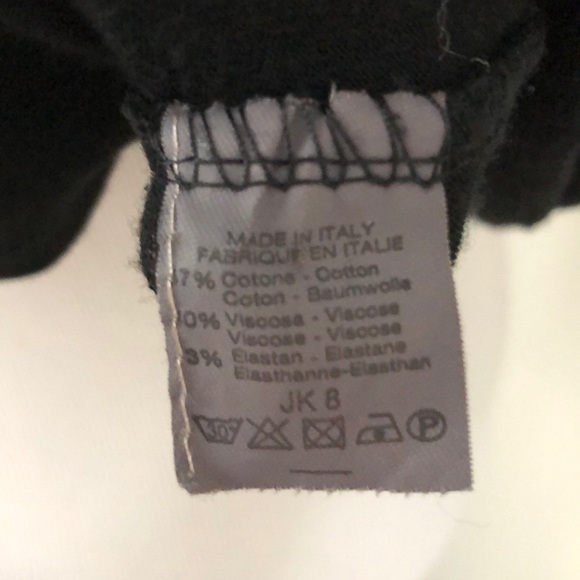 MADE IN ITALY
FABRIQUE EN ITALIE
7% Cotone - Cotton
Coton - Baumwolle
0% Viscosa - Viscose
Viscose - Viscose
3% Elastan - Elastane
Elasthanne-Elasthan
JK 8
30° P